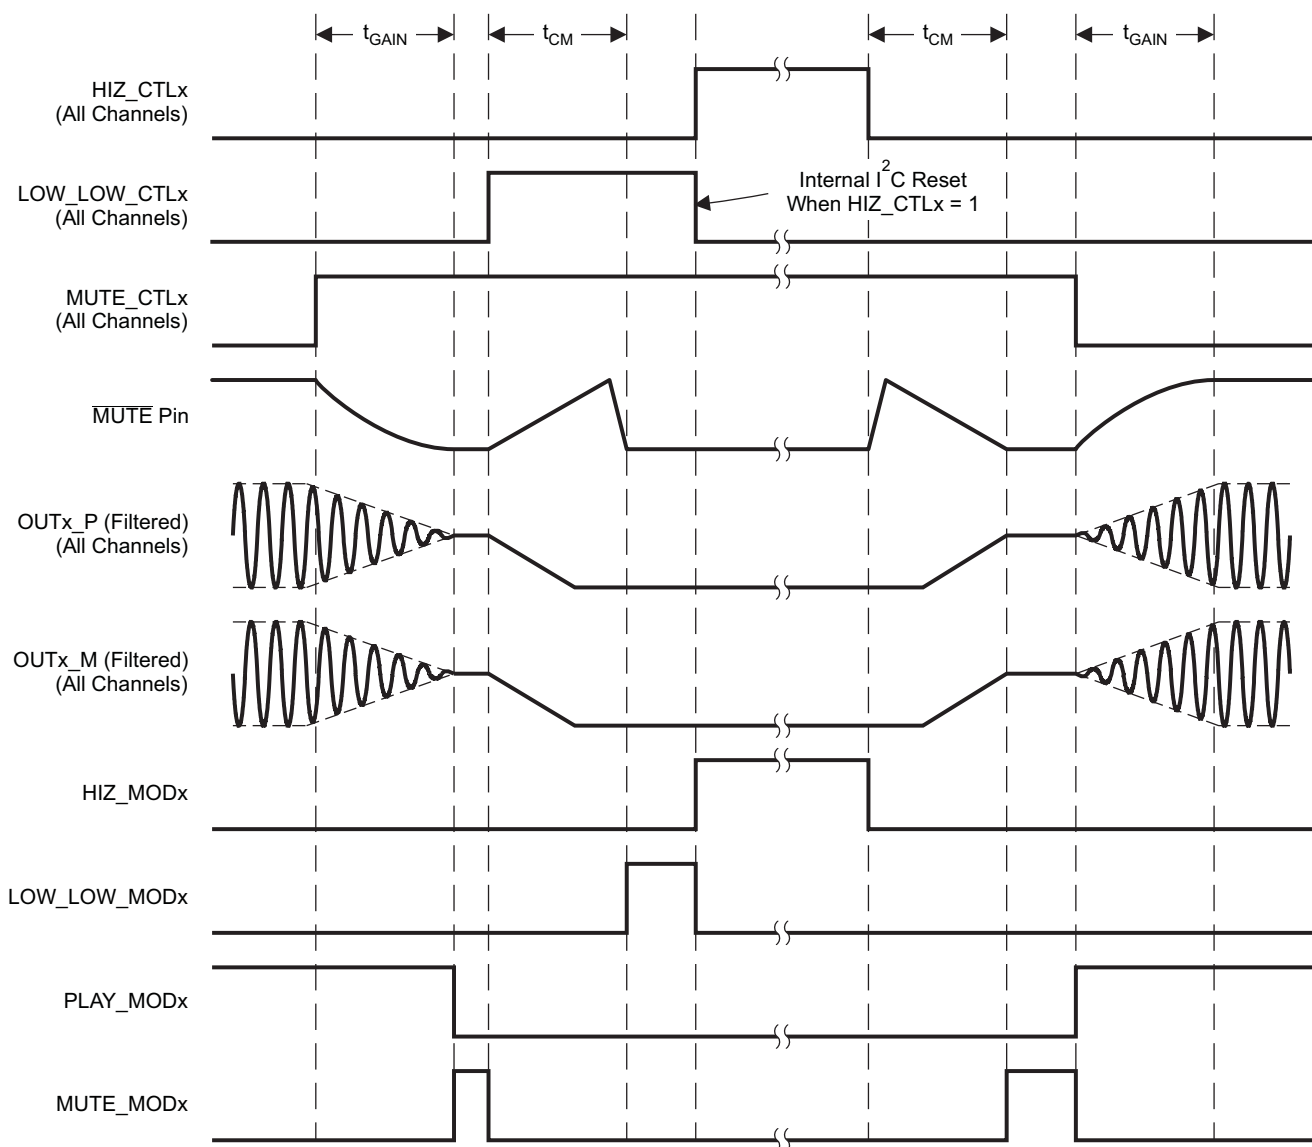 tGAIN
tCM
tCM
tGAIN
HIZ_CTLx
(All Channels)
LOW_LOW_CTLx
(All Channels)
Internal I2C Reset
When HIZ_CTLx = 1
MUTE_CTLx
(All Channels)
MUTE Pin
OUTx_P (Filtered)
(All Channels)
OUTx_M (Filtered)
(All Channels)
HIZ_MODx
LOW_LOW_MODx
PLAY_MODx
MUTE_MODx